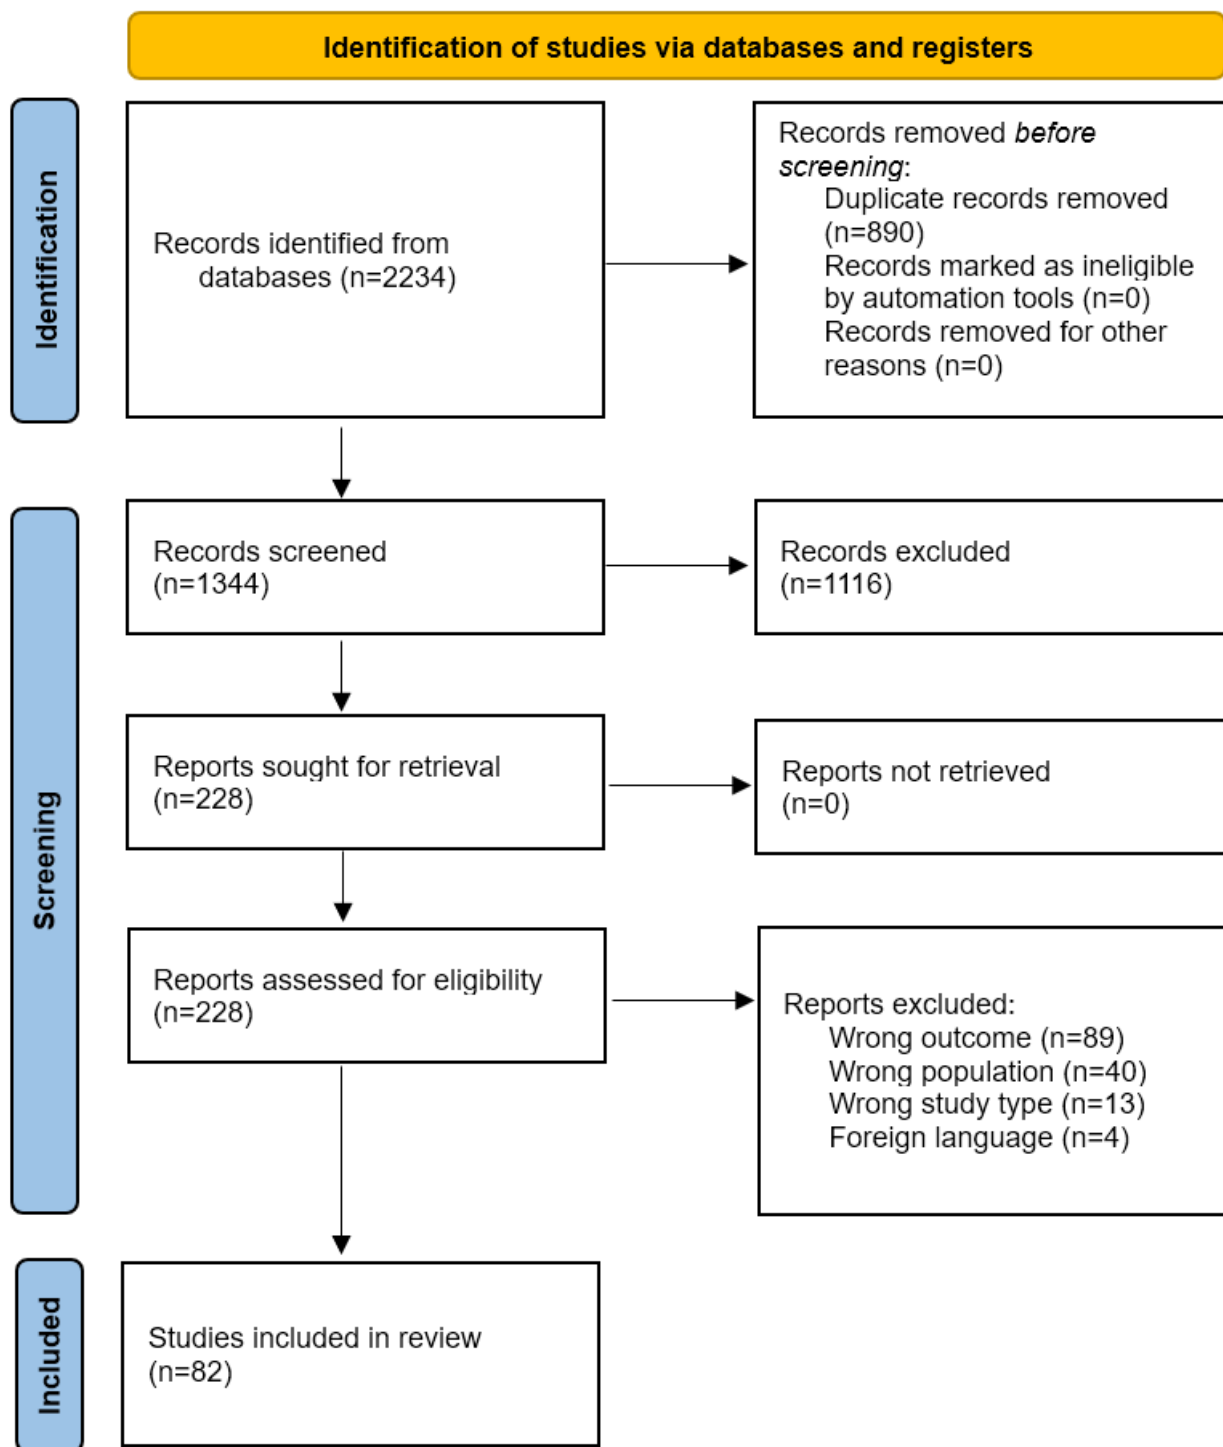 Identification of studies via databases and registers
Identification
Records identified from
databases (n=2234)
Records removed before
screening:
Duplicate records removed
(n=890)
Records marked as ineligible
by automation tools (n=0)
Records removed for other
reasons (n=0)
Screening
Records screened
(n=1344)
Records excluded
(n=1116)
Reports sought for retrieval
(n=228)
Reports not retrieved
(n=0)
Reports assessed for eligibility
(n=228)
Reports excluded:
Wrong outcome (n=89)
Wrong population (n=40)
Wrong study type (n=13)
Foreign language (n=4)
Included
Studies included in review
(n=82)